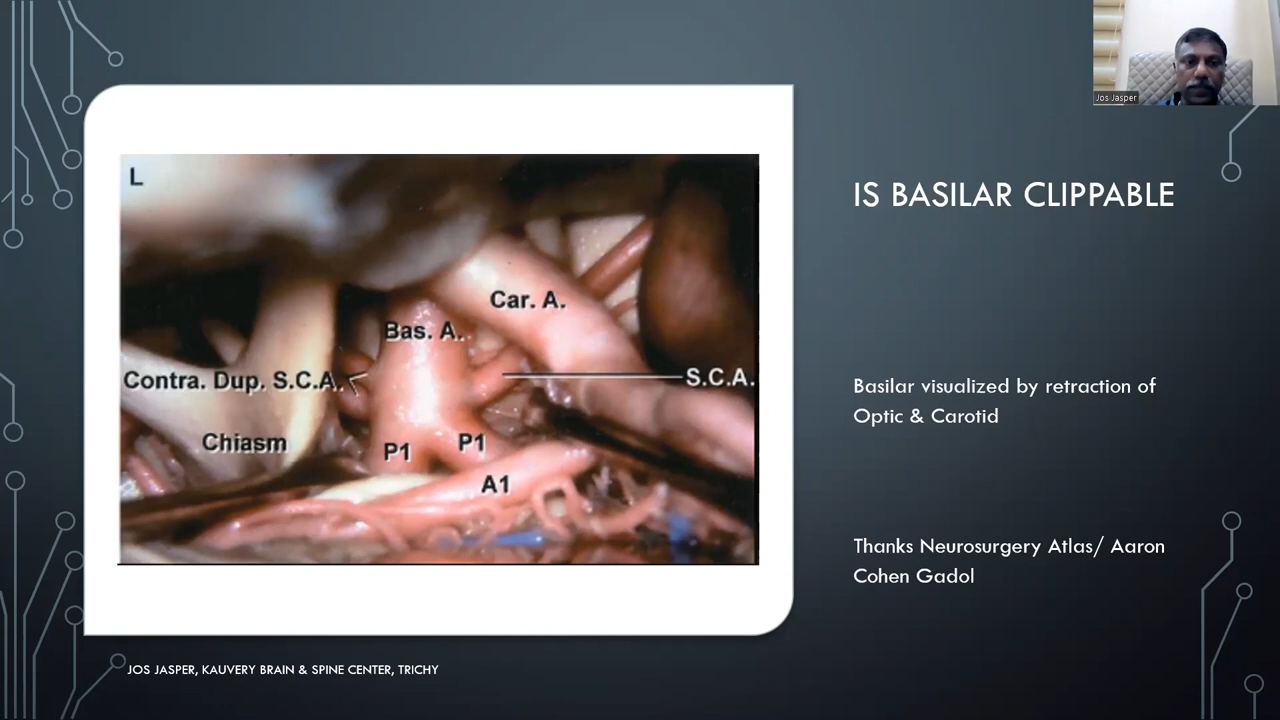 Jos Jasper
IS BASILAR CLIPPABLE
L
Car. A.
Bas. A.
Contra. Dup. S.C.A.
S.C.A.
Chiasm
P1
P1
A1
Basilar visualized by retraction of
Optic & Carotid
Thanks Neurosurgery Atlas/ Aaron
Cohen Gadol
JOS JASPER, KAUVERY BRAIN & SPINE CENTER, TRICHY